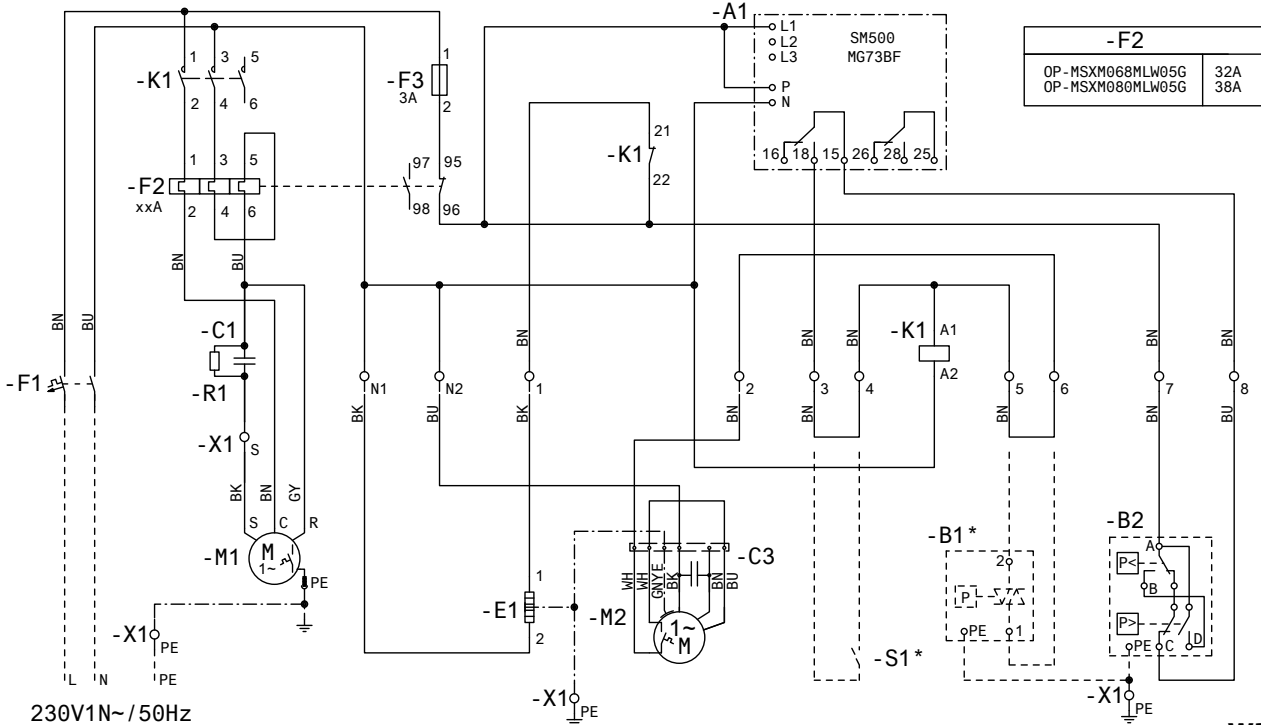 -A1
L1
L2
L3
SM500
MG73BF
P
N
16
18
15
26
28
25
-F2
OP-MSXM068MLW05G 32A
OP-MSXM080MLW05G 38A
1
3
5
-K1
2
4
6
1
-F3
3A
2
21
-K1
22
1
3
5
-F2
xxA
2
4
6
97
95
98
96
BN
BU
BN
BU
-C1
-R1
-F1
-X1
S
BK
BN
GY
S
C
R
-M1
M
1~
PE
-X1
PE
L
N
PE
230V1N~/50Hz
N1
BK
N2
BU
BN
1
BK
1
-E1
2
-X1
PE
2
BN
BN
3
BN
BN
4
BN
-K1
A1
A2
BN
5
BN
6
BN
7
BN
BN
8
BU
WH
WH
GNYE
BK
BN
BU
-C3
-M2
1~
M
-S1*
-B1*
2
P
PE
1
-B2
A
P<
B
P>
PE
C
D
-X1
PE